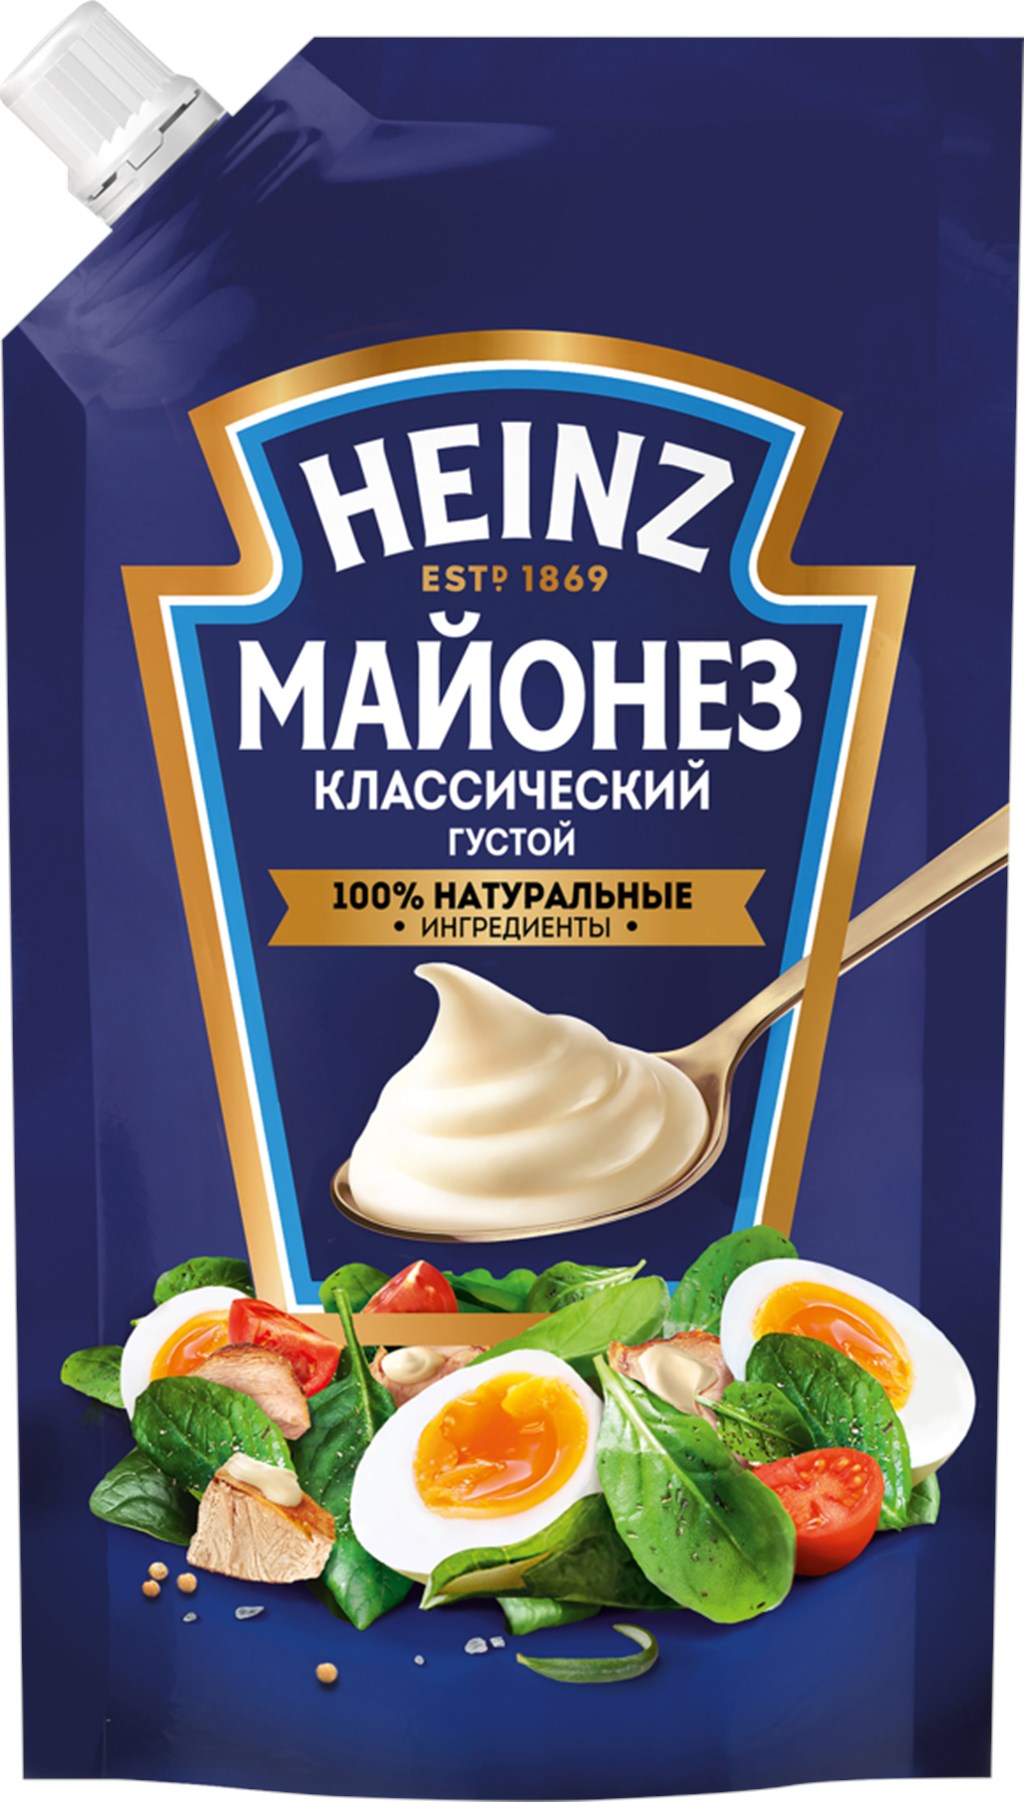 HEINZ
ESTD 1869
МАЙОНЕЗ
КЛАССИЧЕСКИЙ
ГУСТОЙ
100% НАТУРАЛЬНЫЕ
• ИНГРЕДИЕНТЫ •